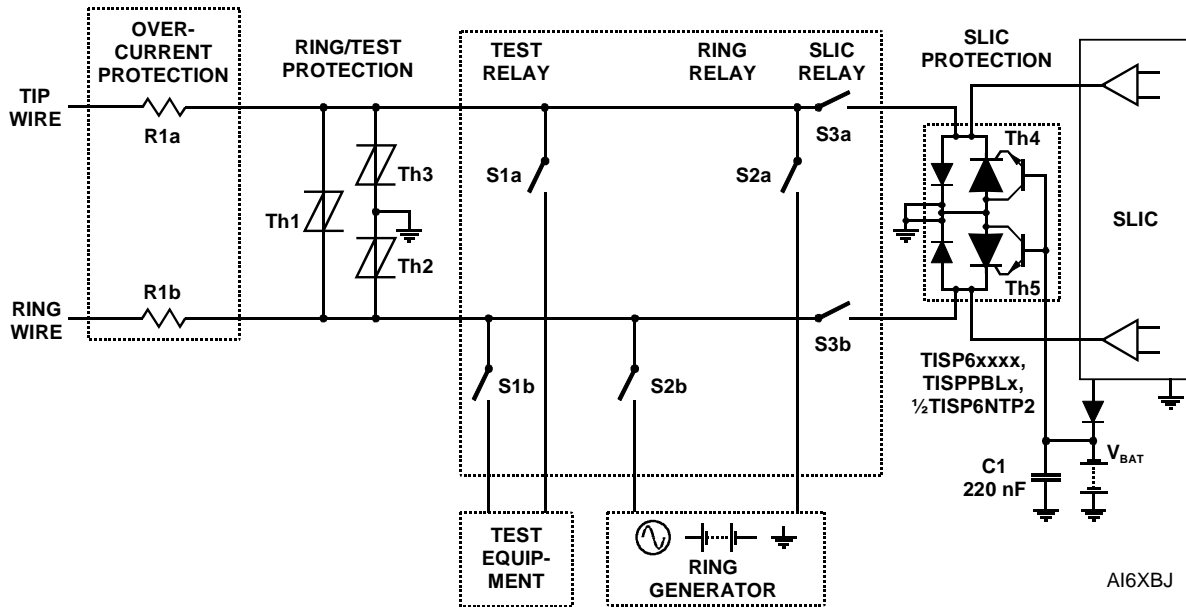 OVER-
CURRENT
PROTECTION
RING/TEST
PROTECTION
TEST
RELAY
RING
RELAY
SLIC
RELAY
SLIC
PROTECTION
TIP
WIRE
R1a
Th3
Th1
Th2
S1a
S2a
S3a
Th4
Th5
SLIC
RING
WIRE
R1b
S1b
S2b
S3b
TISP6xxxx,
TISPPBLx,
½TISP6NTP2
C1
220 nF
VBAT
TEST
EQUIP-
MENT
RING
GENERATOR
AI6XBJ